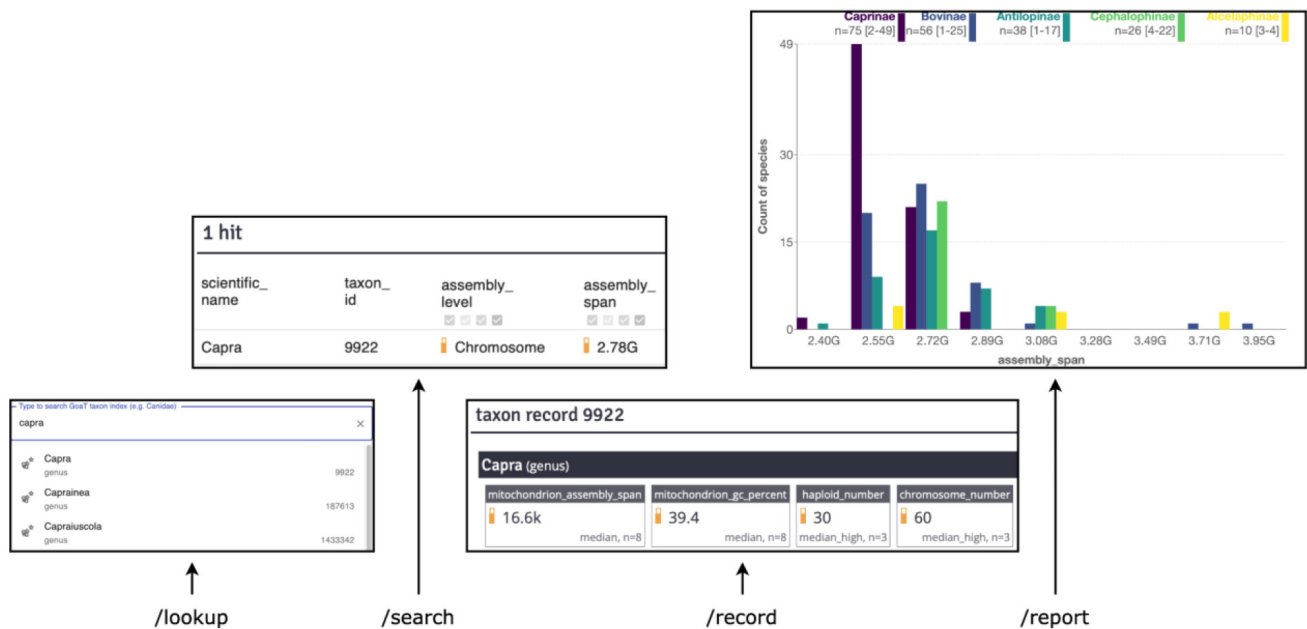 Caprinae Bovinae Antilopinae Cephalophinae Alcelaphinae
n=75 [2-49] n=56 [1-25] n=38 [1-17] n=26 [4-22] n=10 [3-4]
49
30
15
0
Count of species
2.40G 2.55G 2.72G 2.89G 3.08G 3.28G 3.49G 3.71G 3.95G
assembly_span
1 hit
scientific_ taxon_ assembly_ assembly_
name id level span
Capra 9922 Chromosome 2.78G
Type to search GoaT taxon index (e.g. Canidae)
capra ×
Capra
genus 9922
Caprainea
genus 187613
Capraiuscola
genus 1433342
taxon record 9922
Capra (genus)
mitochondrion_assembly_span mitochondrion_gc_percent haploid_number chromosome_number
16.6k 39.4 30 60
median, n=8 median, n=8 median_high, n=3 median_high, n=3
/lookup /search /record /report